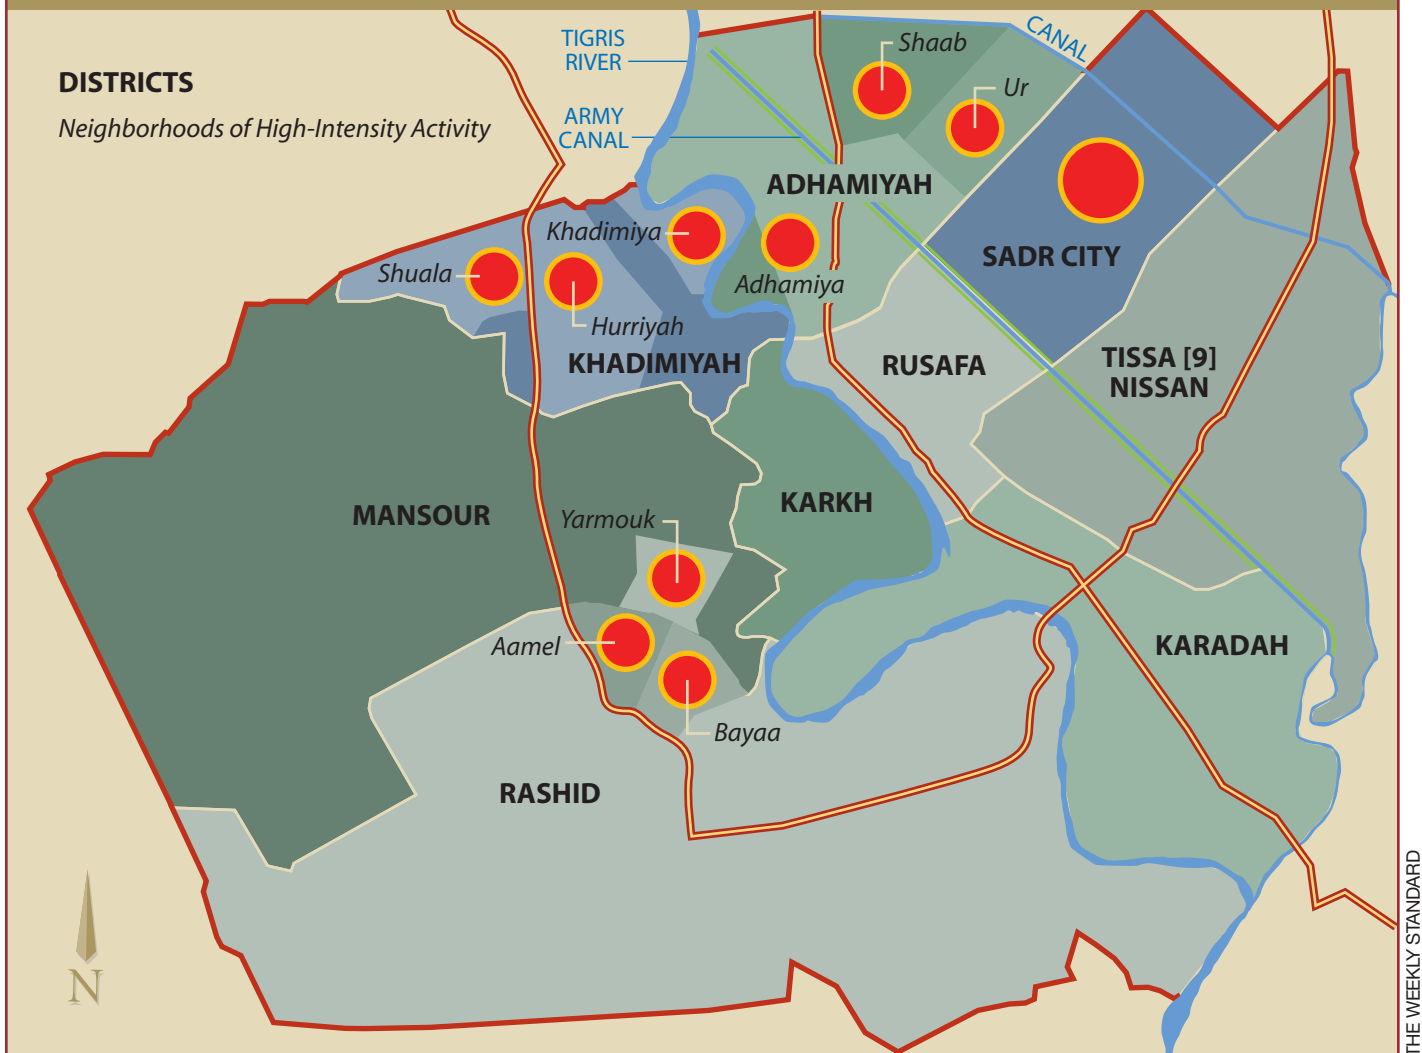 DISTRICTS
Neighborhoods of High-Intensity Activity
TIGRIS
RIVER
ARMY
CANAL
CANAL
Shaab
Ur
ADHAMIYAH
Khadimiya
Shuala
Adhamiya
SADR CITY
Hurriyah
KHADIMIYAH
RUSAFA
TISSA [9]
NISSAN
MANSOUR
Yarmouk
KARKH
Aamel
KARADAH
Bayaa
RASHID
N
THE WEEKLY STANDARD